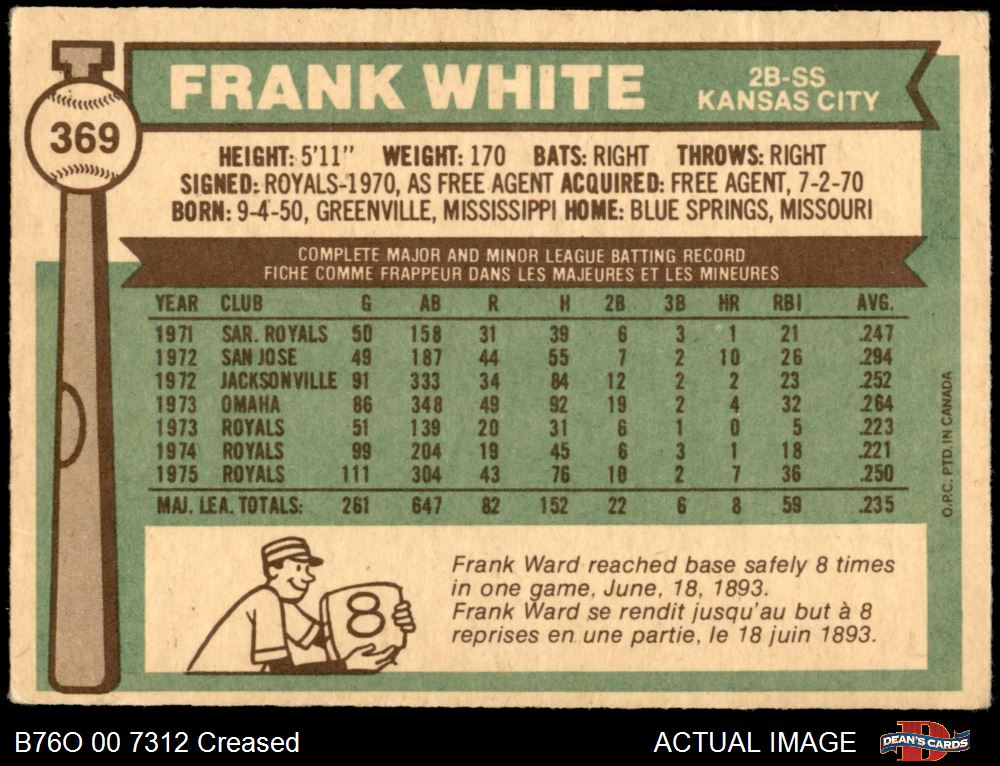 FRANK WHITE
2B-SS
KANSAS CITY
369
HEIGHT: 5'11" WEIGHT: 170 BATS: RIGHT THROWS: RIGHT
SIGNED: ROYALS-1970, AS FREE AGENT ACQUIRED: FREE AGENT, 7-2-70
BORN: 9-4-50, GREENVILLE, MISSISSIPPI HOME: BLUE SPRINGS, MISSOURI
COMPLETE MAJOR AND MINOR LEAGUE BATTING RECORD
FICHE COMME FRAPPEUR DANS LES MAJEURES ET LES MINEURES
YEAR CLUB G AB R H 2B 3B HR RBI AVG.
1971 SAR. ROYALS 50 158 31 39 6 3 1 21 .247
1972 SAN JOSE 49 187 44 55 7 2 10 26 .294
1972 JACKSONVILLE 91 333 34 84 12 2 2 23 .252
1973 OMAHA 86 348 49 92 19 2 4 32 .264
1973 ROYALS 51 139 20 31 6 1 0 5 .223
1974 ROYALS 99 204 19 45 6 3 1 18 .221
1975 ROYALS 111 304 43 76 10 2 7 36 .250
MAJ. LEA. TOTALS: 261 647 82 152 22 6 8 59 .235
O.P.C. PTD. IN CANADA
8
Frank Ward reached base safely 8 times
in one game, June, 18, 1893.
Frank Ward se rendit jusqu'au but à 8
reprises en une partie, le 18 juin 1893.
B76O 00 7312 Creased
ACTUAL IMAGE
D
DEAN'S CARDS